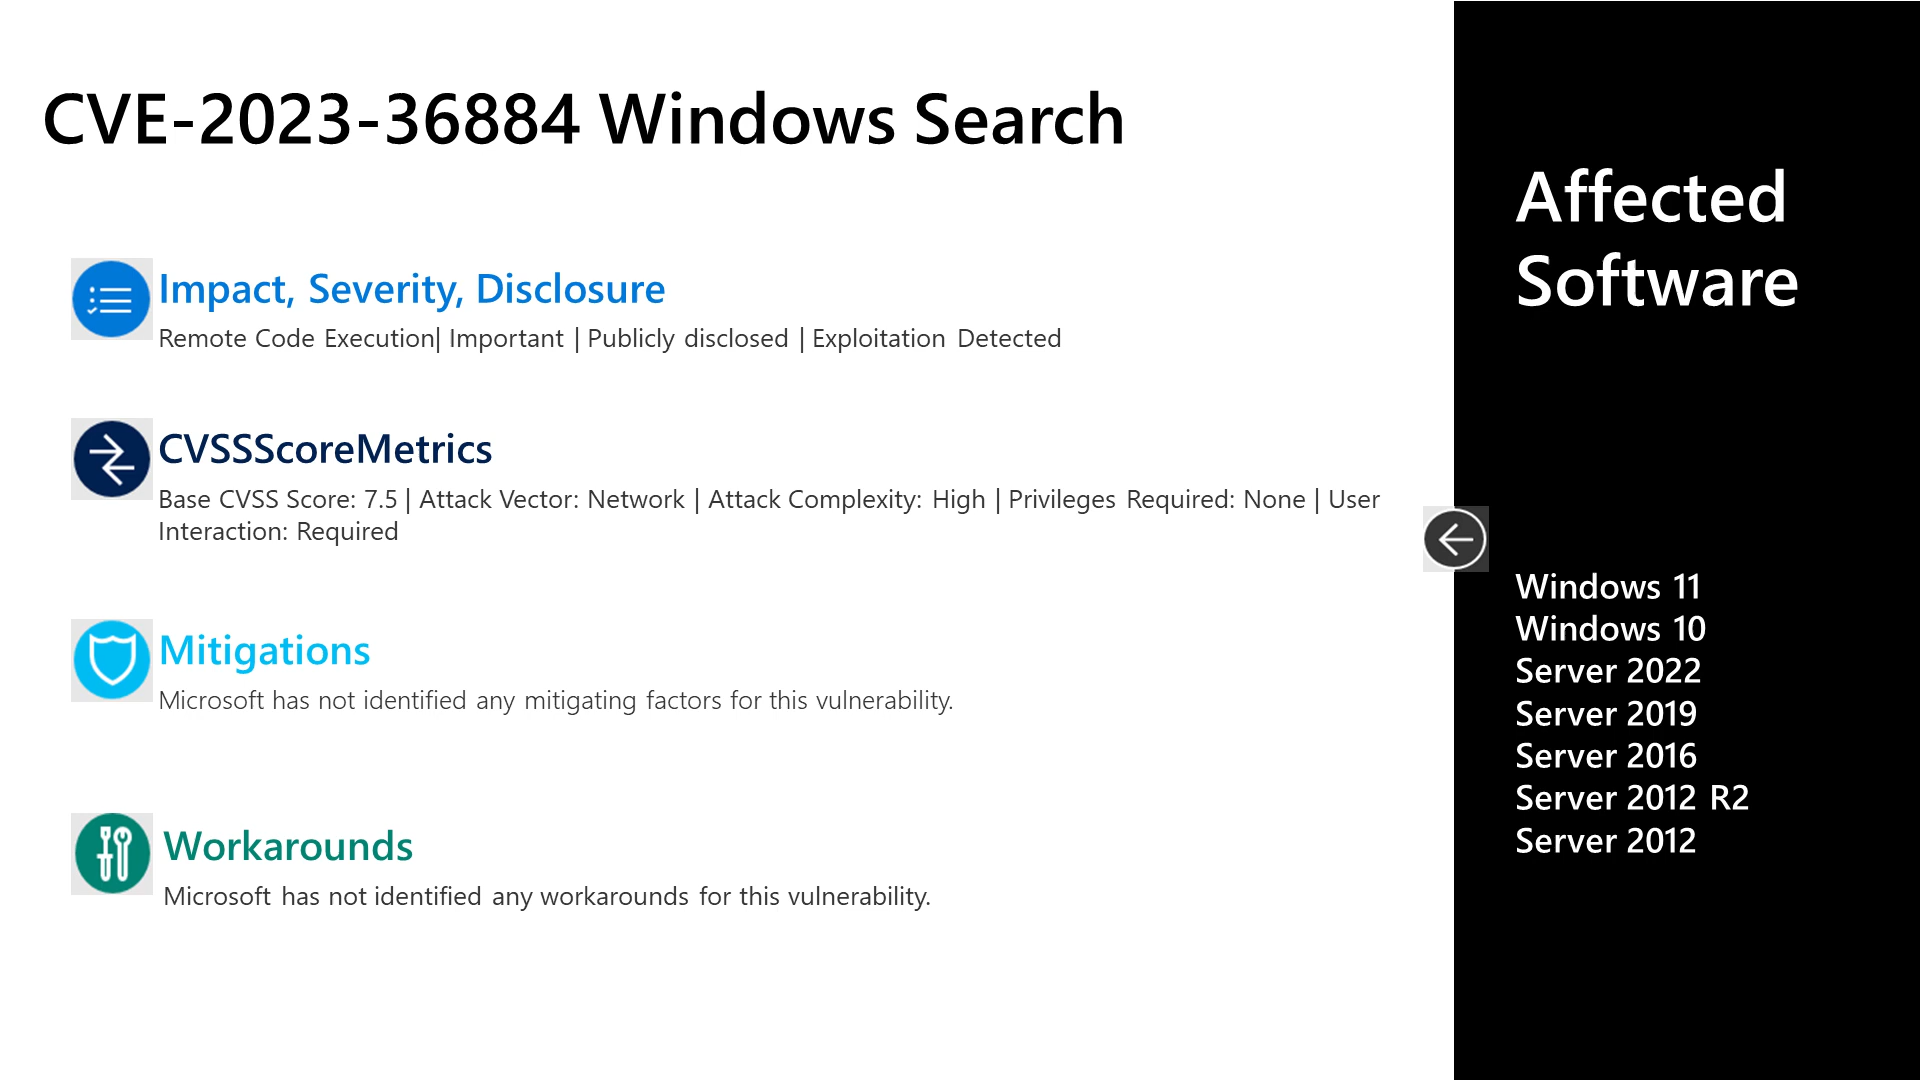 CVE-2023-36884 Windows Search
Impact, Severity, Disclosure
Remote Code Execution| Important | Publicly disclosed | Exploitation Detected
CVSSScoreMetrics
Base CVSS Score: 7.5 | Attack Vector: Network | Attack Complexity: High | Privileges Required: None | User
Interaction: Required
Mitigations
Microsoft has not identified any mitigating factors for this vulnerability.
Workarounds
Microsoft has not identified any workarounds for this vulnerability.
Affected
Software
Windows 11
Windows 10
Server 2022
Server 2019
Server 2016
Server 2012 R2
Server 2012